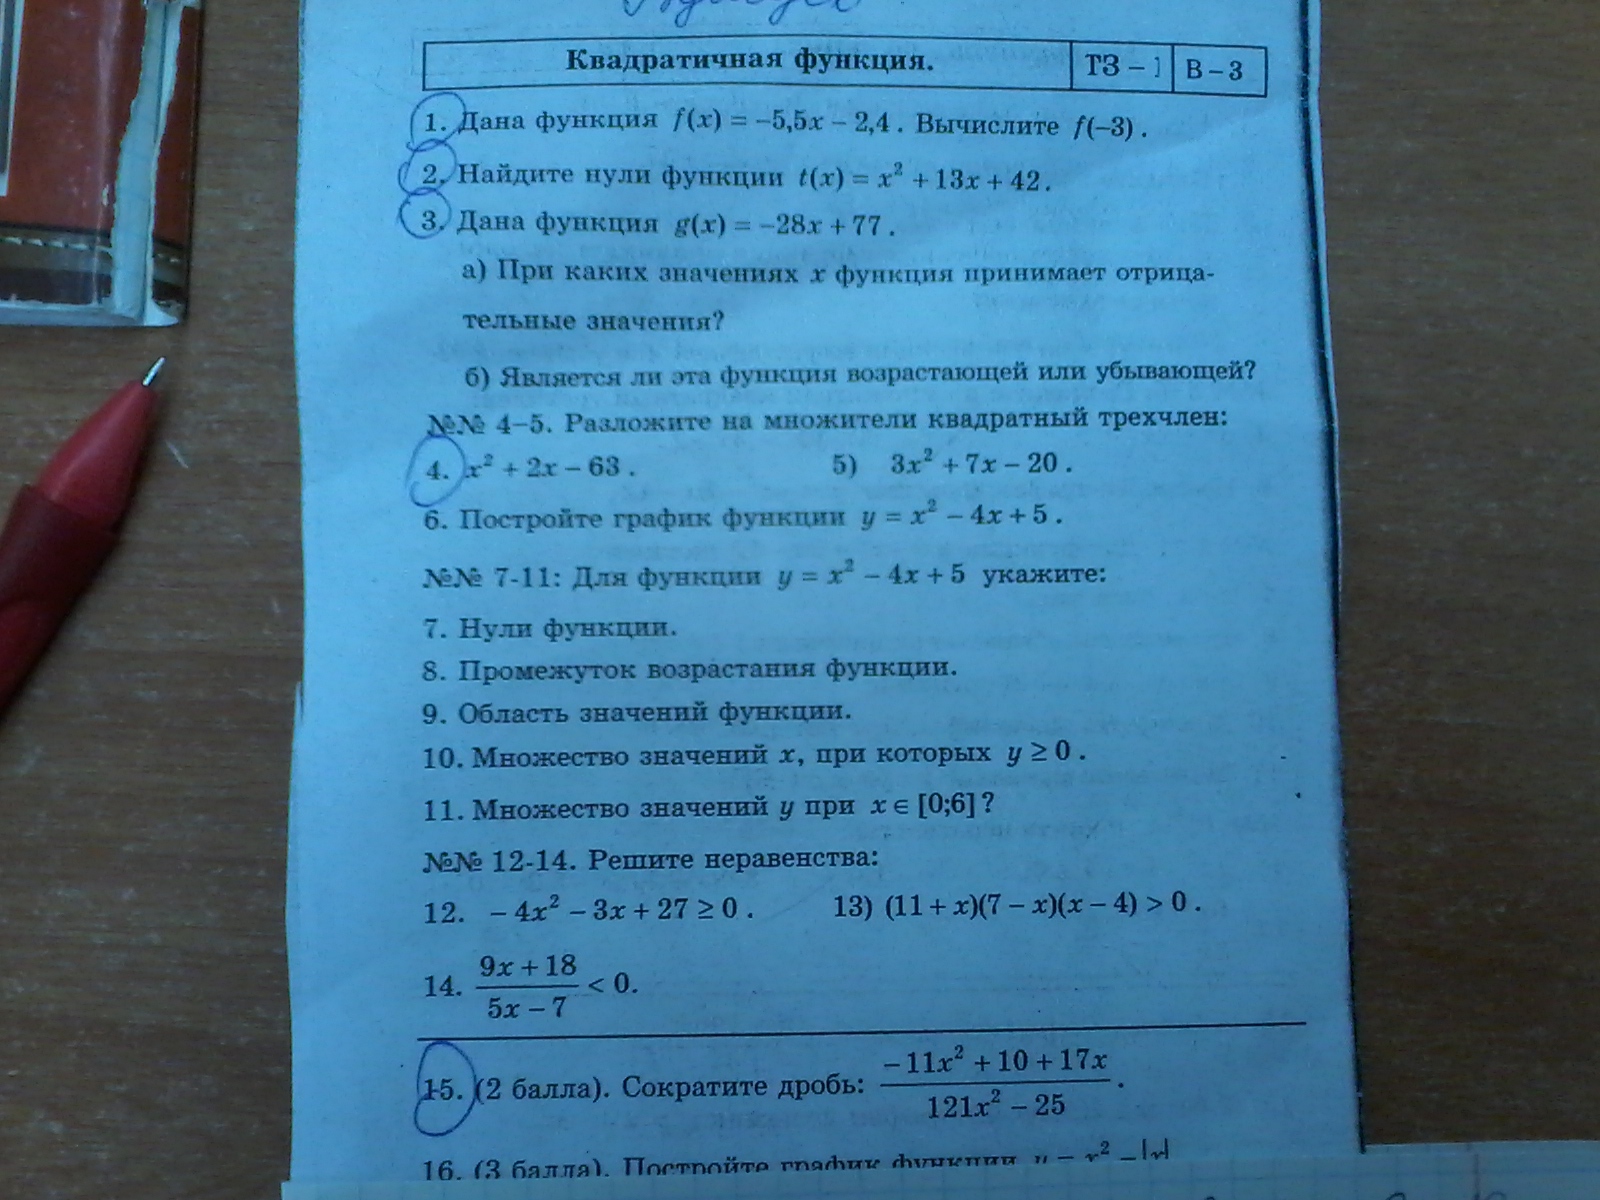 Квадратичная функция. ТЗ – 1 В – 3
1. Дана функция f(x) = –5,5x – 2,4 . Вычислите f(–3) .
2. Найдите нули функции t(x) = x² + 13x + 42 .
3. Дана функция g(x) = –28x + 77 .
а) При каких значениях x функция принимает отрица-
тельные значения?
б) Является ли эта функция возрастающей или убывающей?
№№ 4–5. Разложите на множители квадратный трехчлен:
4. x² + 2x – 63 . 5) 3x² + 7x – 20 .
6. Постройте график функции y = x² – 4x + 5 .
№№ 7-11: Для функции y = x² – 4x + 5 укажите:
7. Нули функции.
8. Промежуток возрастания функции.
9. Область значений функции.
10. Множество значений x, при которых y ≥ 0 .
11. Множество значений y при x ∈ [0;6] ?
№№ 12-14. Решите неравенства:
12. – 4x² – 3x + 27 ≥ 0 . 13) (11 + x)(7 – x)(x – 4) > 0 .
14. (9x + 18)/(5x – 7) < 0.
15. (2 балла). Сократите дробь: (–11x² + 10 + 17x)/(121x² – 25) .
16. (3 балла). Постройте график функции y = x² – |x|